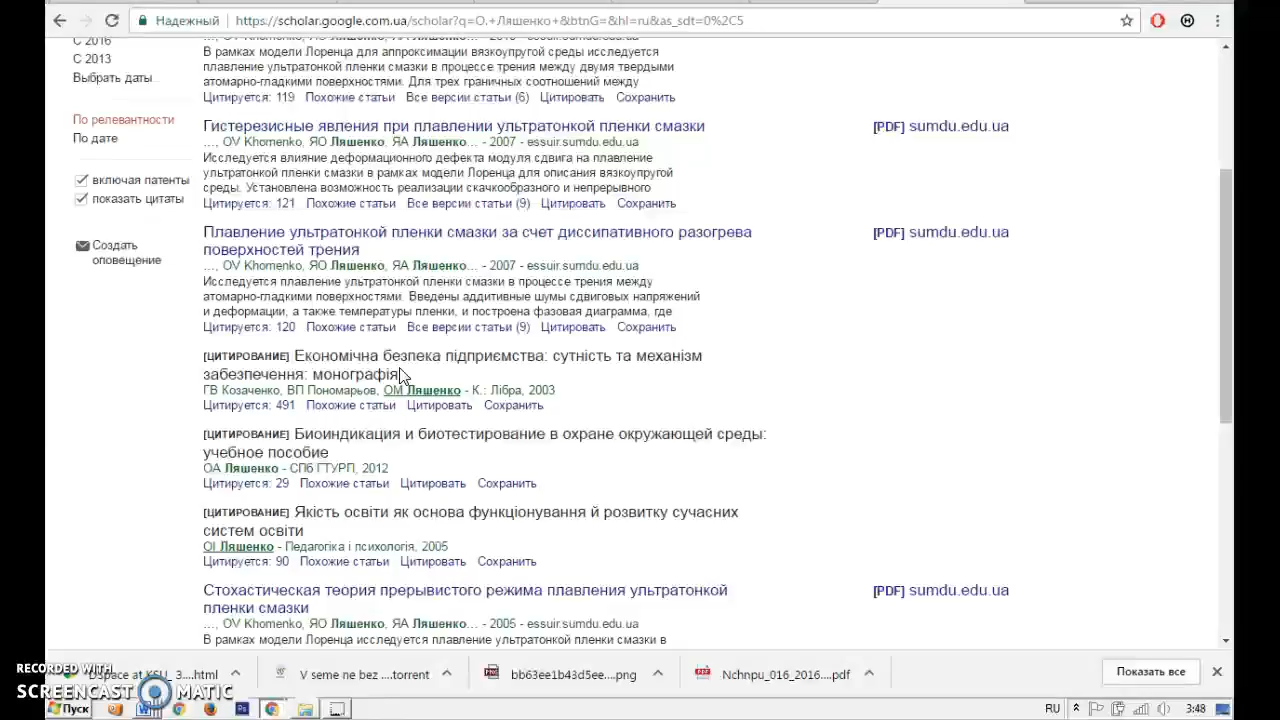 Надежный https://scholar.google.com.ua/scholar?q=О.+Ляшенко+&btnG=&hl=ru&as_sdt=0%2C5
С 2016
С 2013
Выбрать даты
По релевантности
По дате
включая патенты
показать цитаты
Создать
оповещение
В рамках модели Лоренца для аппроксимации вязкоупругой среды исследуется
плавление ультратонкой пленки смазки в процессе трения между двумя твердыми
атомарно-гладкими поверхностями. Для трех граничных соотношений между
Цитируется: 119 Похожие статьи Все версии статьи (6) Цитировать Сохранить
Гистерезисные явления при плавлении ультратонкой пленки смазки
[PDF] sumdu.edu.ua
..., OV Khomenko, ЯО Ляшенко, ЯА Ляшенко... - 2007 - essuir.sumdu.edu.ua
Исследуется влияние деформационного дефекта модуля сдвига на плавление
ультратонкой пленки смазки в рамках модели Лоренца для описания вязкоупругой
среды. Установлена возможность реализации скачкообразного и непрерывного
Цитируется: 121 Похожие статьи Все версии статьи (9) Цитировать Сохранить
Плавление ультратонкой пленки смазки за счет диссипативного разогрева
поверхностей трения
[PDF] sumdu.edu.ua
..., OV Khomenko, ЯО Ляшенко, ЯА Ляшенко... - 2007 - essuir.sumdu.edu.ua
Исследуется плавление ультратонкой пленки смазки в процессе трения между
атомарно-гладкими поверхностями. Введены аддитивные шумы сдвиговых напряжений
и деформации, а также температуры пленки, и построена фазовая диаграмма, где
Цитируется: 120 Похожие статьи Все версии статьи (9) Цитировать Сохранить
[ЦИТИРОВАНИЕ] Економічна безпека підприємства: сутність та механізм
забезпечення: монографія
ГВ Козаченко, ВП Пономарьов, ОМ Ляшенко - К.: Лібра, 2003
Цитируется: 491 Похожие статьи Цитировать Сохранить
[ЦИТИРОВАНИЕ] Биоиндикация и биотестирование в охране окружающей среды:
учебное пособие
ОА Ляшенко - СПб ГТУРП, 2012
Цитируется: 29 Похожие статьи Цитировать Сохранить
[ЦИТИРОВАНИЕ] Якість освіти як основа функціонування й розвитку сучасних
систем освіти
ОІ Ляшенко - Педагогіка і психологія, 2005
Цитируется: 90 Похожие статьи Цитировать Сохранить
Стохастическая теория прерывистого режима плавления ультратонкой
пленки смазки
[PDF] sumdu.edu.ua
..., OV Khomenko, ЯО Ляшенко, ЯА Ляшенко... - 2005 - essuir.sumdu.edu.ua
В рамках модели Лоренца исследуется плавление ультратонкой пленки смазки в
DSpace at KSU_ 3....html V seme ne bez ....torrent bb63ee1b43d5ee....png Nchnpu_016_2016....pdf Показать все
RECORDED WITH
SCREENCAST MATIC
Пуск RU 3:48